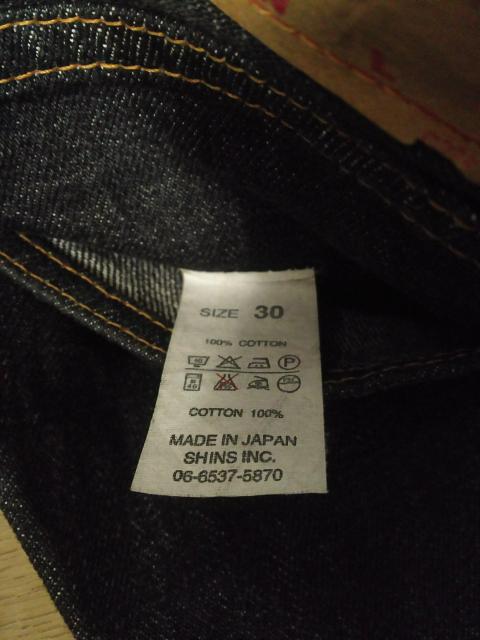 SIZE 30
100% COTTON
COTTON 100%
MADE IN JAPAN
SHINS INC.
06-6537-5870